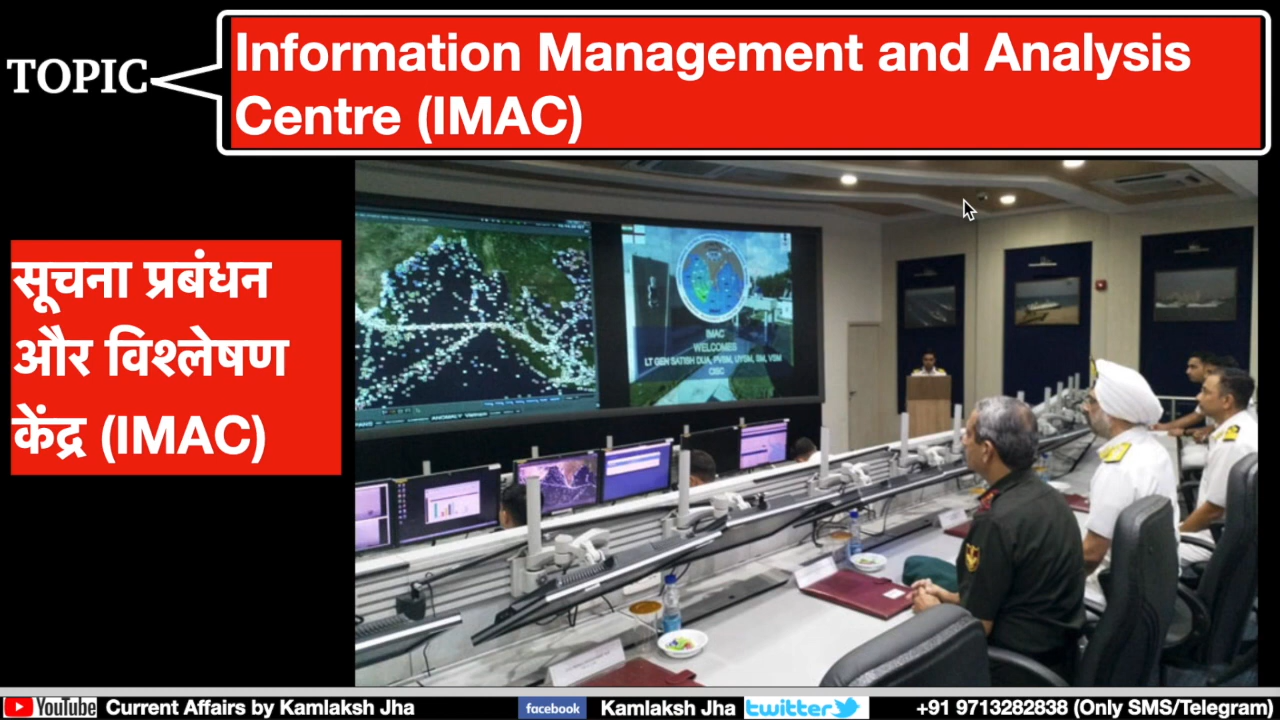 TOPIC
Information Management and Analysis
Centre (IMAC)
सूचना प्रबंधन
और विश्लेषण
केंद्र (IMAC)
IMAC
WELCOMES
LT GEN SATISH DUA, PVSM, UYSM, SM, VSM
CISC
YouTube Current Affairs by Kamlaksh Jha facebook Kamlaksh Jha twitter +91 9713282838 (Only SMS/Telegram)